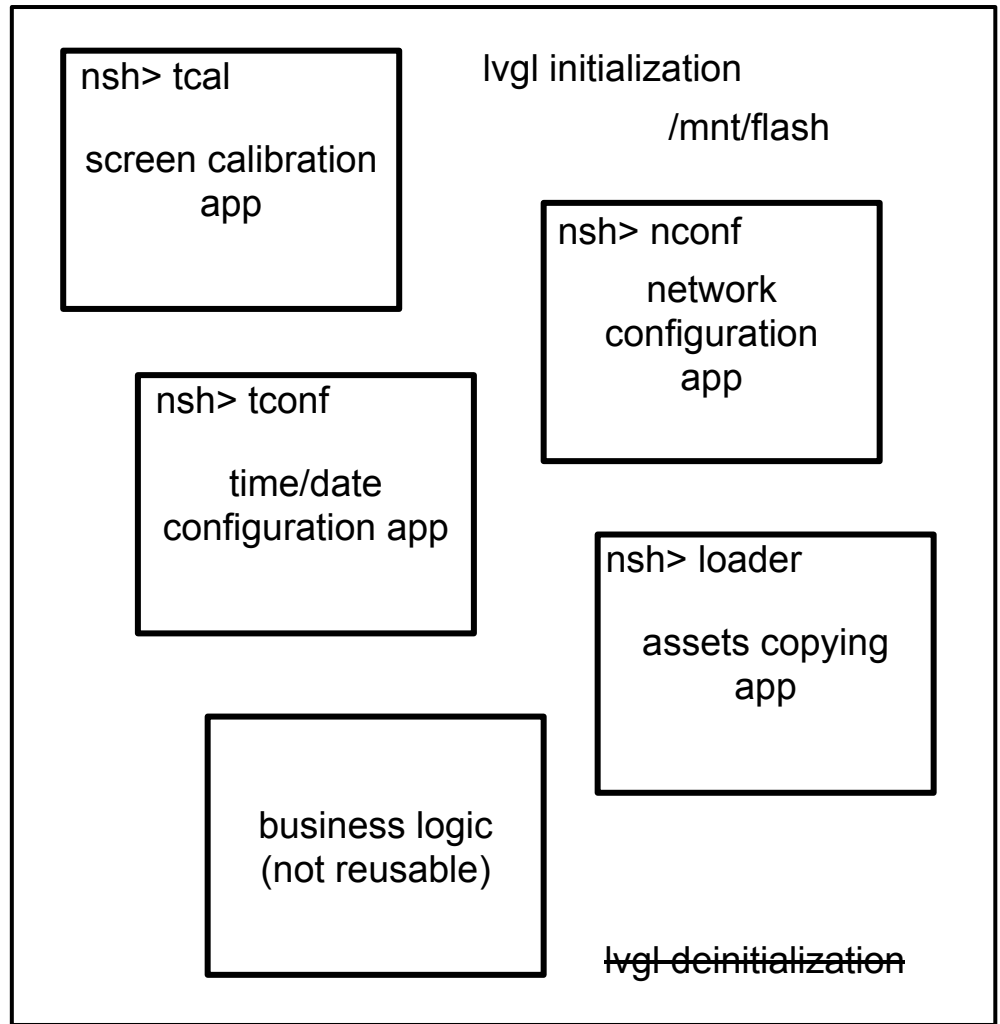 nsh> tcal
screen calibration
app
lvgl initialization
/mnt/flash
nsh> nconf
network
configuration
app
nsh> tconf
time/date
configuration app
nsh> loader
assets copying
app
business logic
(not reusable)
lvgl deinitialization